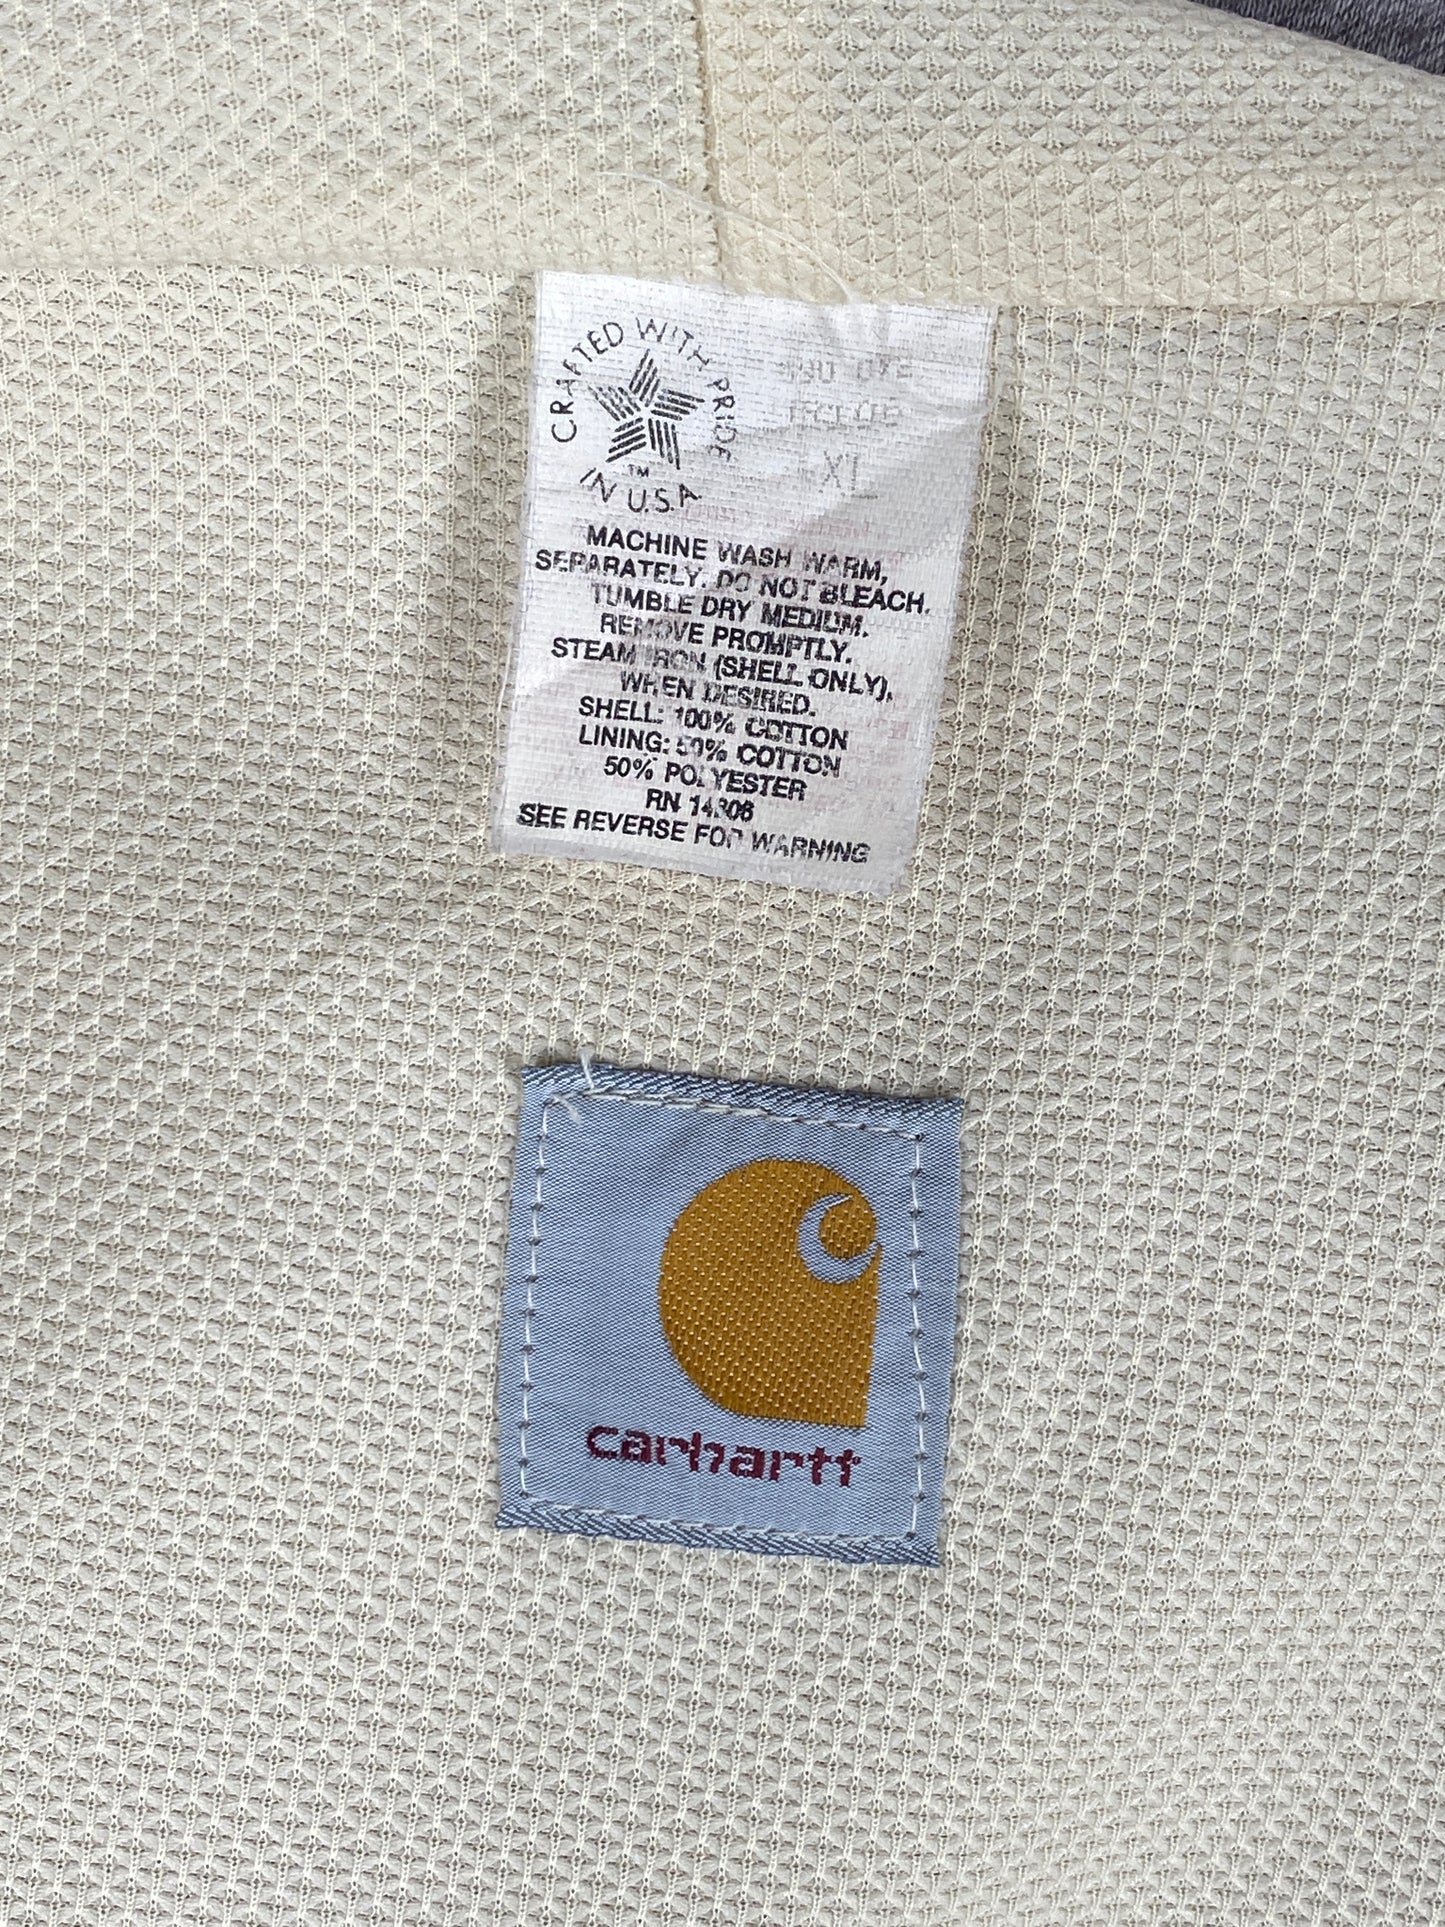 CRAFTED WITH PRIDE
TM
IN U.S.A
XL
MACHINE WASH WARM,
SEPARATELY. DO NOT BLEACH.
TUMBLE DRY MEDIUM.
REMOVE PROMPTLY.
STEAM IRON (SHELL ONLY),
WHEN DESIRED.
SHELL: 100% COTTON
LINING: 50% COTTON
50% POLYESTER
RN 14806
SEE REVERSE FOR WARNING
carhartt